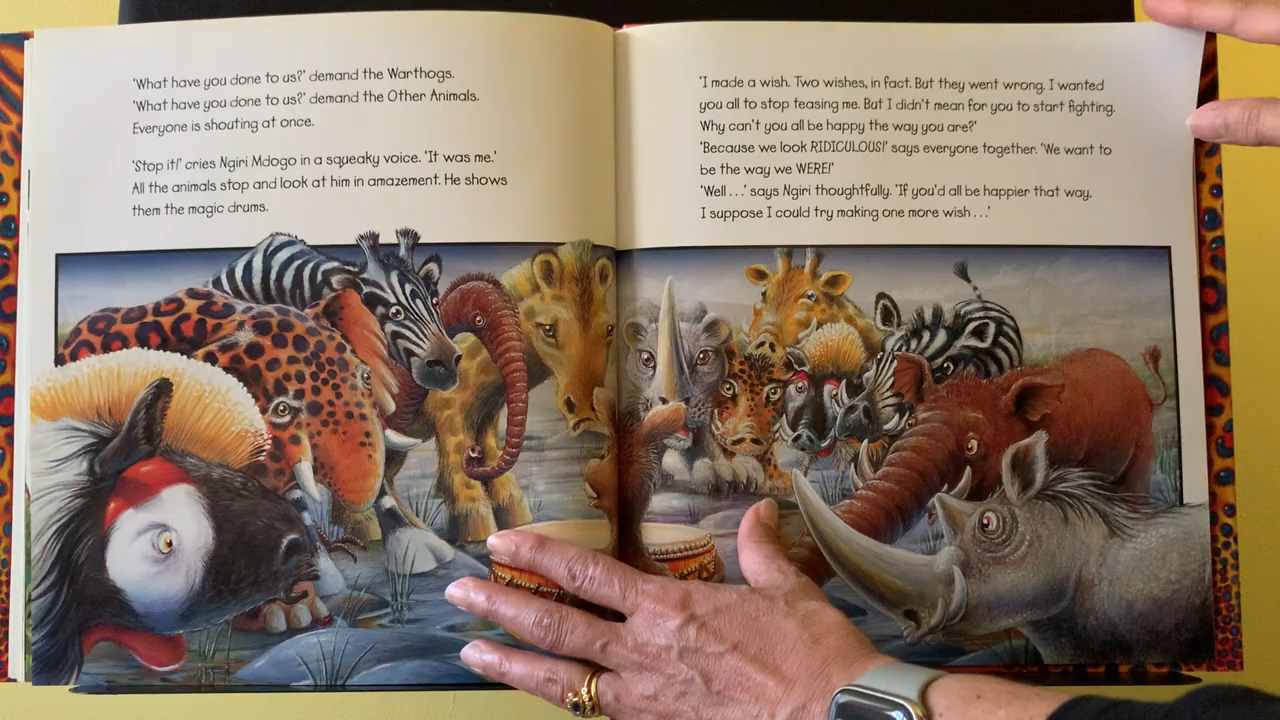 'What have you done to us?' demand the Warthogs.
'What have you done to us?' demand the Other Animals.
Everyone is shouting at once.
'Stop it!' cries Ngiri Mdogo in a squeaky voice. 'It was me.'
All the animals stop and look at him in amazement. He shows
them the magic drums.
'I made a wish. Two wishes, in fact. But they went wrong. I wanted
you all to stop teasing me. But I didn't mean for you to start fighting.
Why can't you all be happy the way you are?'
'Because we look RIDICULOUS!' says everyone together. 'We want to
be the way we WERE!'
'Well . . .' says Ngiri thoughtfully. 'If you'd all be happier that way,
I suppose I could try making one more wish . . .'